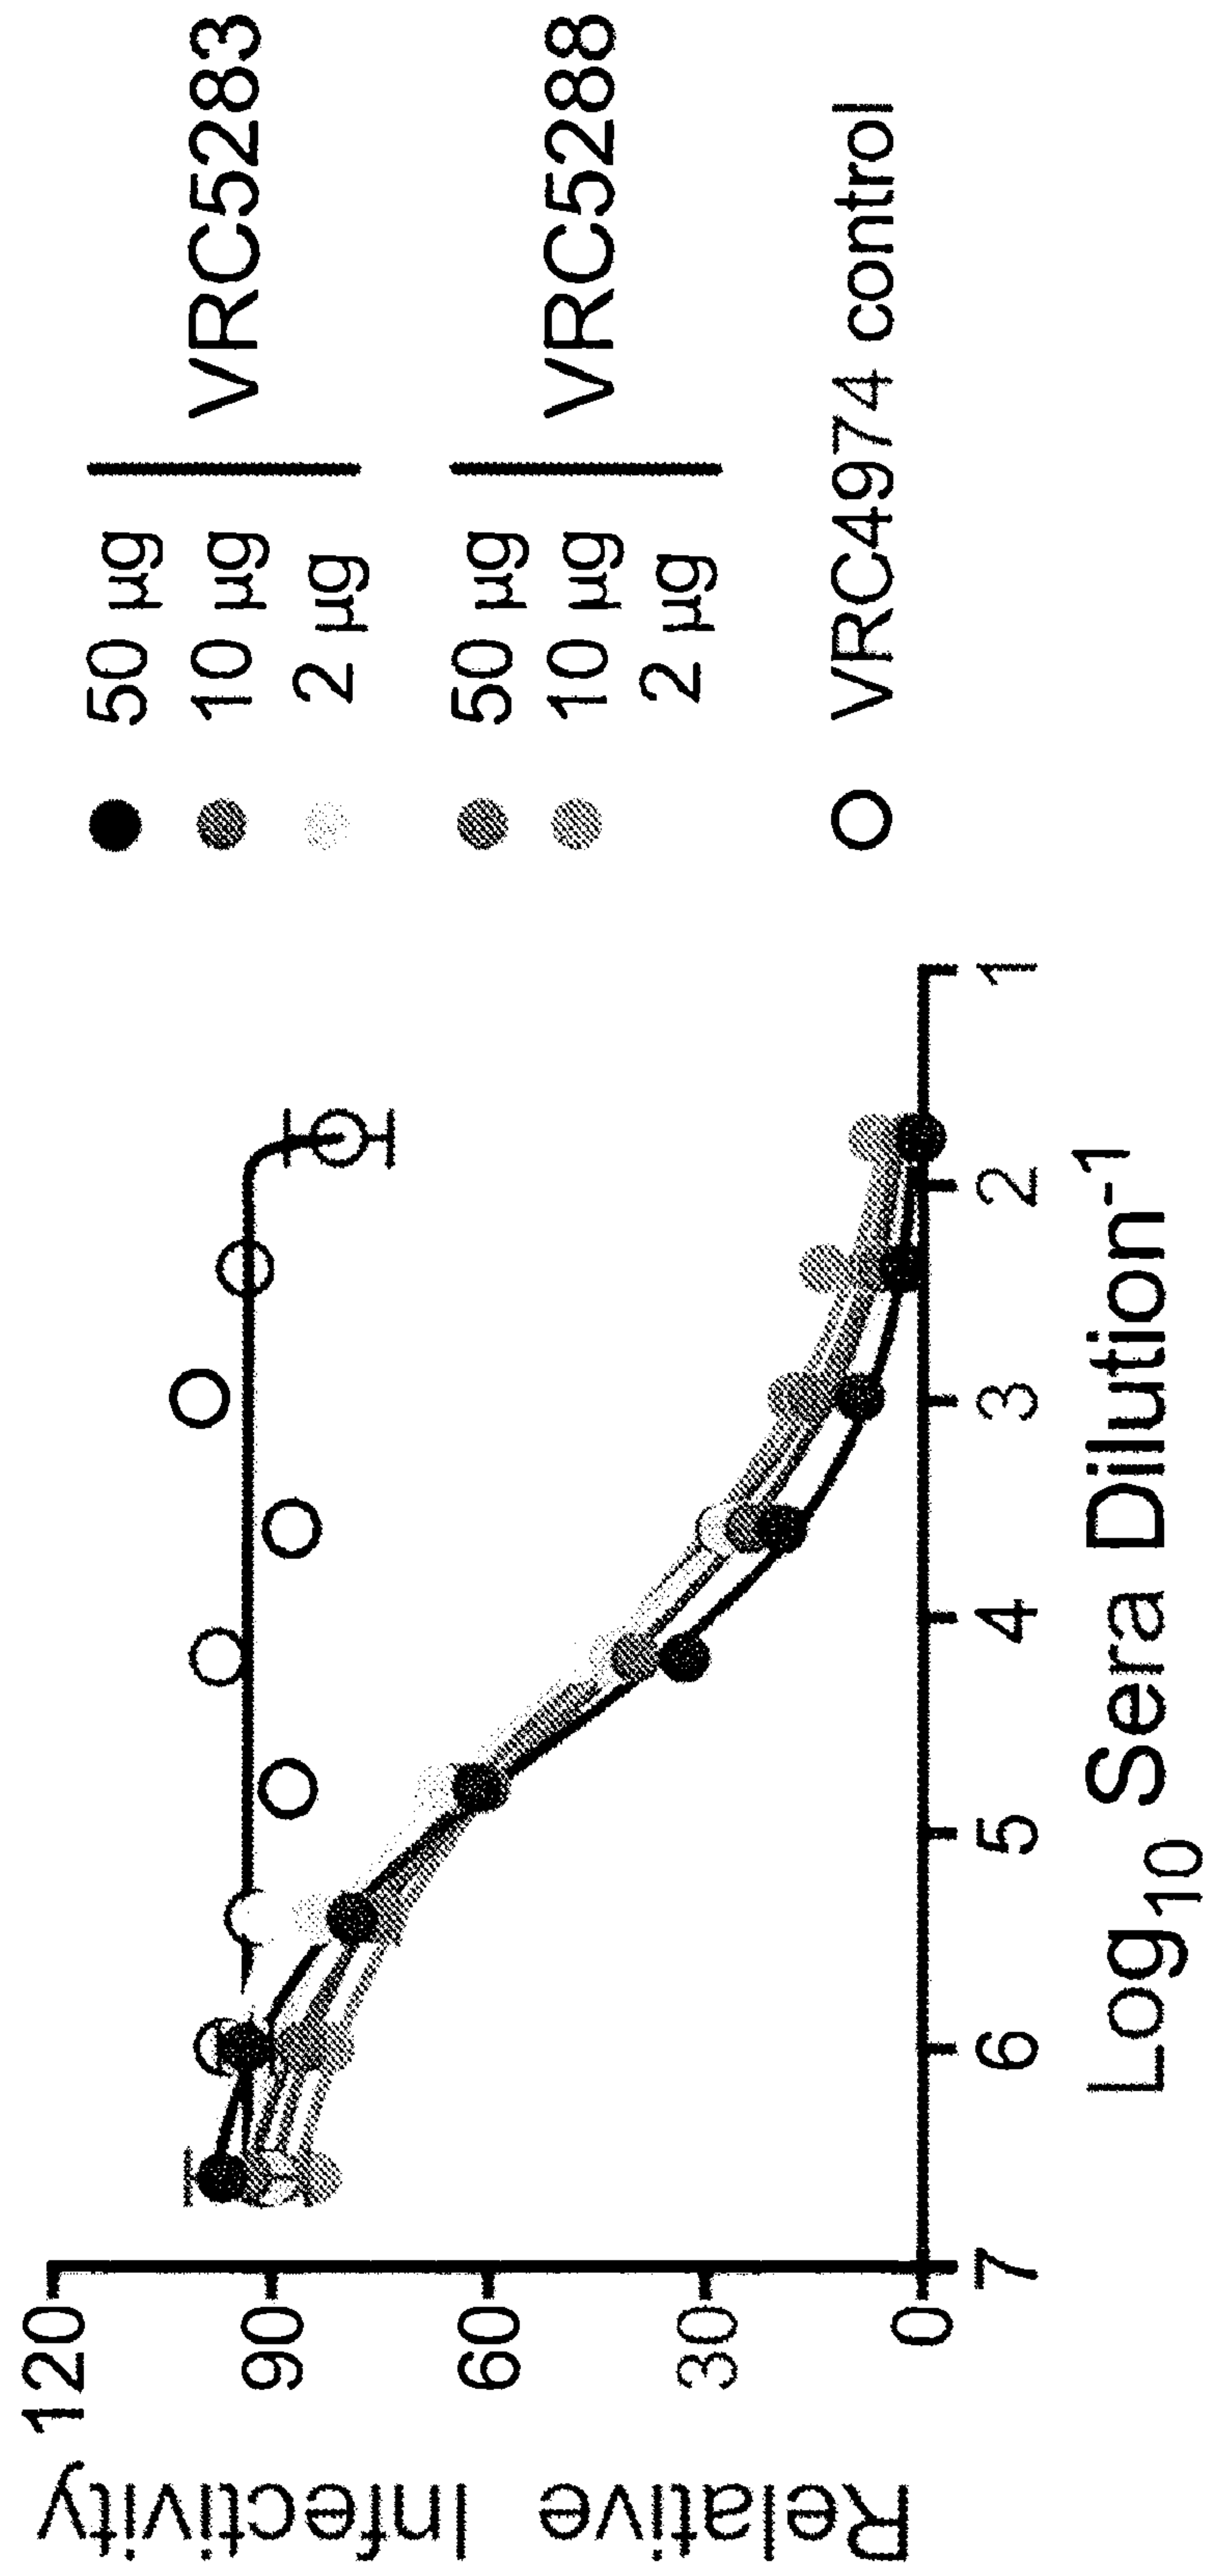 Relative Infectivity
120
90
60
30
0
7
6
5
4
3
2
1
Log10 Sera Dilution-1
50 µg
10 µg
2 µg
VRC5283
50 µg
10 µg
2 µg
VRC5288
VRC4974 control